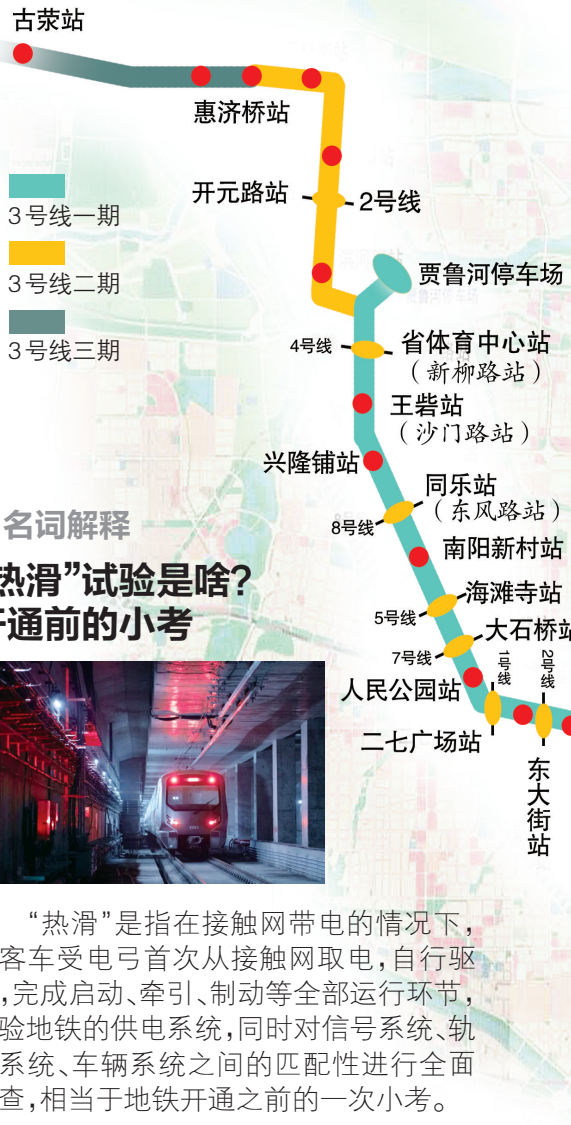 古荥站
惠济桥站
3号线一期
3号线二期
3号线三期
开元路站
2号线
贾鲁河停车场
4号线
省体育中心站
（新柳路站）
王砦站
（沙门路站）
兴隆铺站
同乐站
（东风路站）
8号线
南阳新村站
海滩寺站
5号线
大石桥站
7号线
人民公园站
1号线
2号线
二七广场站
东大街站
名词解释
热滑”试验是啥？
开通前的小考
“热滑”是指在接触网带电的情况下，
客车受电弓首次从接触网取电，自行驱
，完成启动、牵引、制动等全部运行环节，
验地铁的供电系统，同时对信号系统、轨
系统、车辆系统之间的匹配性进行全面
查，相当于地铁开通之前的一次小考。